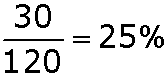 30/120 = 25%